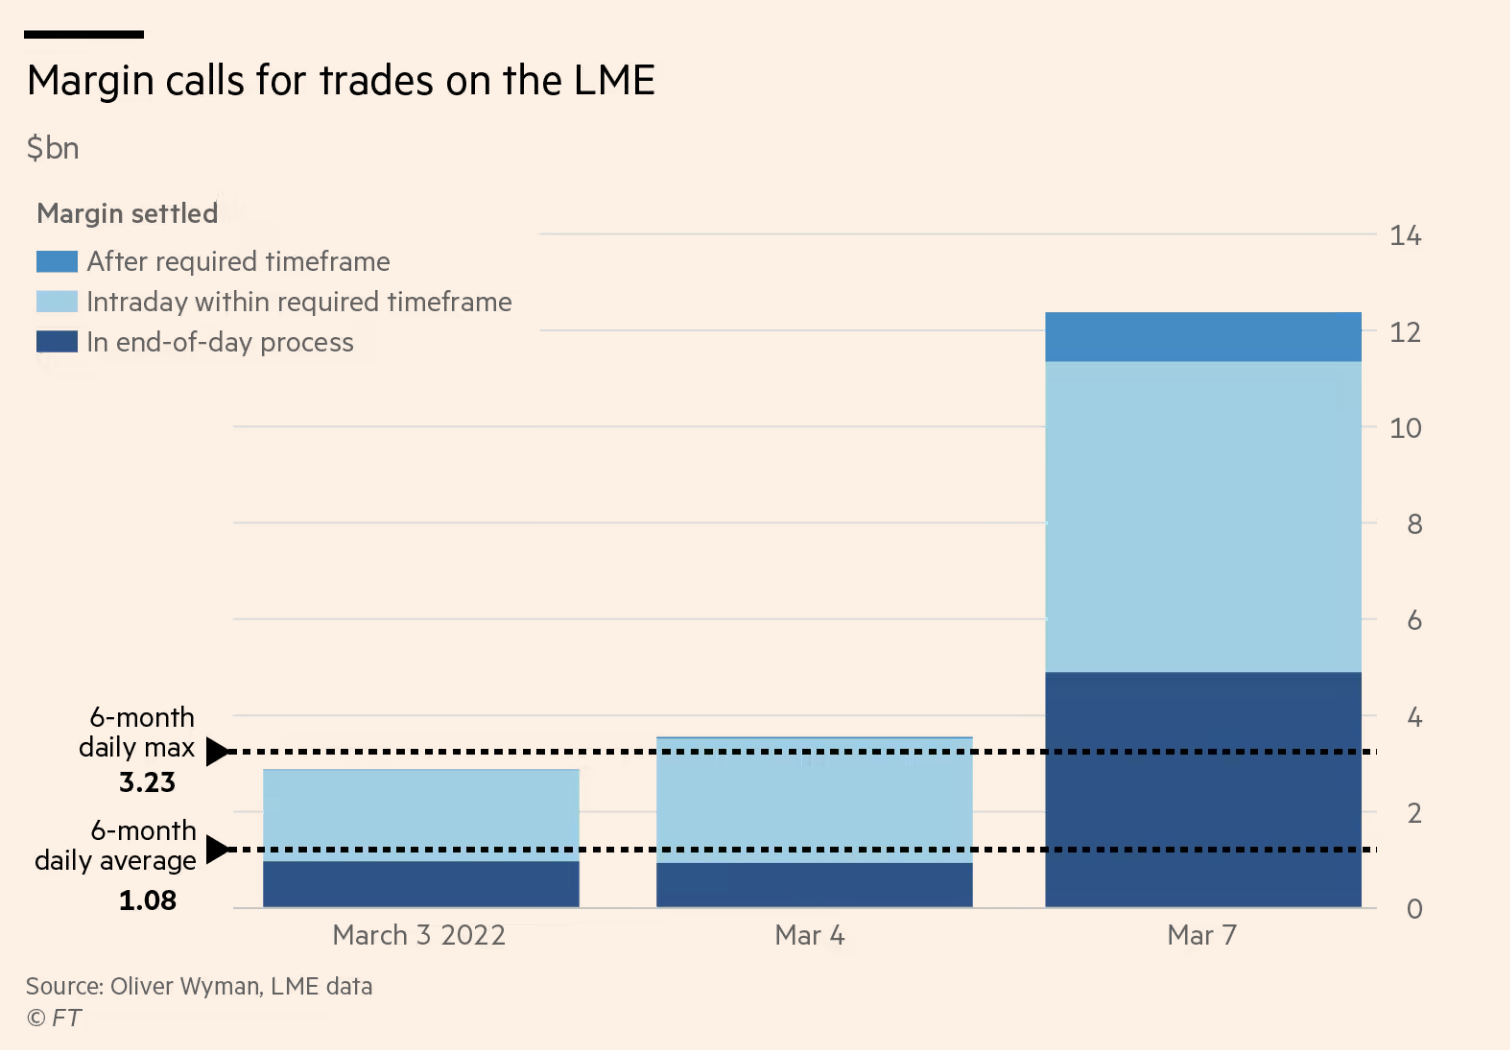 Margin calls for trades on the LME
$bn
Margin settled
After required timeframe
Intraday within required timeframe
In end-of-day process
14
12
10
8
6
4
2
0
6-month
daily max
3.23
6-month
daily average
1.08
March 3 2022
Mar 4
Mar 7
Source: Oliver Wyman, LME data
© FT